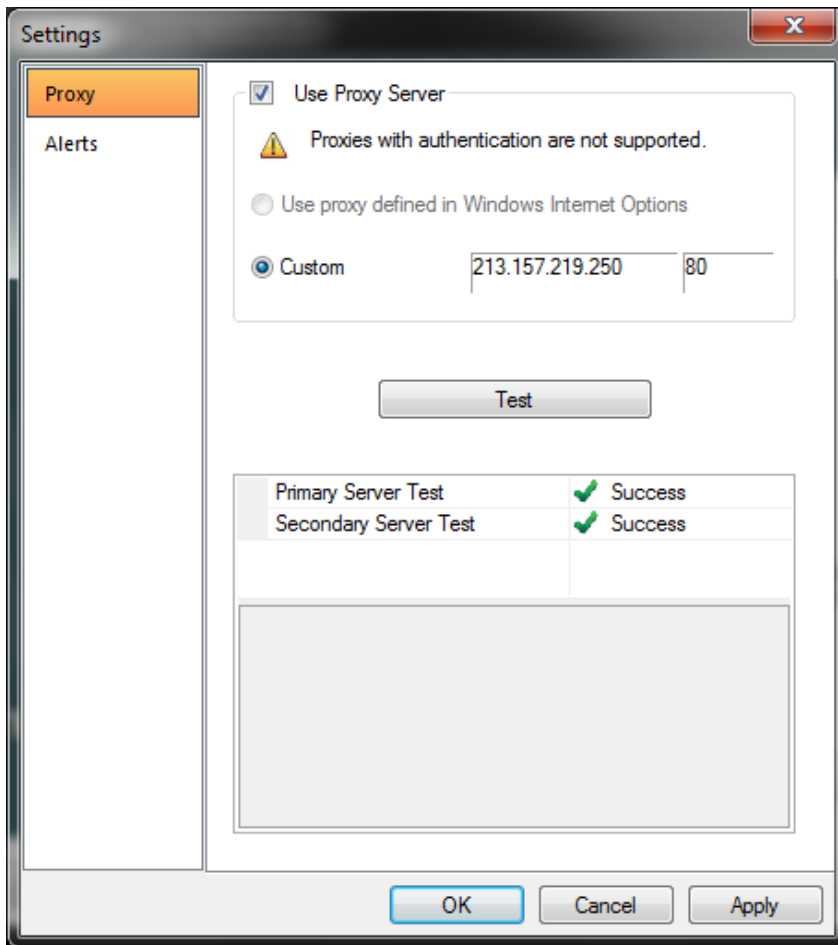 Settings
Proxy
Alerts
Use Proxy Server
Proxies with authentication are not supported.
Use proxy defined in Windows Internet Options
Custom 213.157.219.250 80
Test
Primary Server Test Success
Secondary Server Test Success
OK Cancel Apply